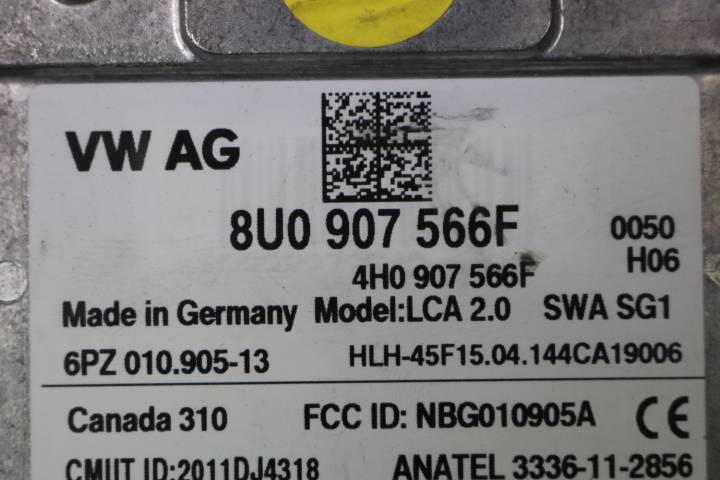 VW AG
8U0 907 566F 0050
4H0 907 566F H06
Made in Germany Model:LCA 2.0 SWA SG1
6PZ 010.905-13 HLH-45F15.04.144CA19006
Canada 310 FCC ID: NBG010905A CE
CMIIT ID:2011DJ4318 ANATEL 3336-11-2856